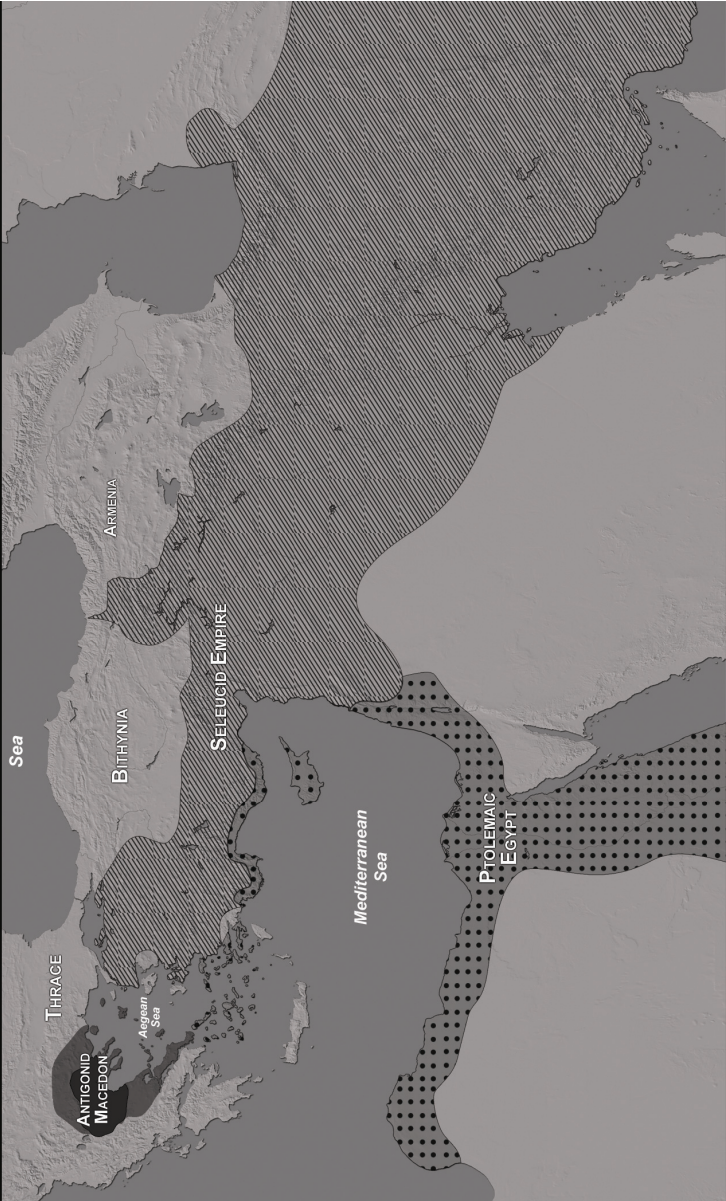 Sea
THRACE
ANTIGONID
MACEDON
Aegean
Sea
BITHYNIA
ARMENIA
SELEUCID EMPIRE
Mediterranean
Sea
PTOLEMAIC
EGYPT